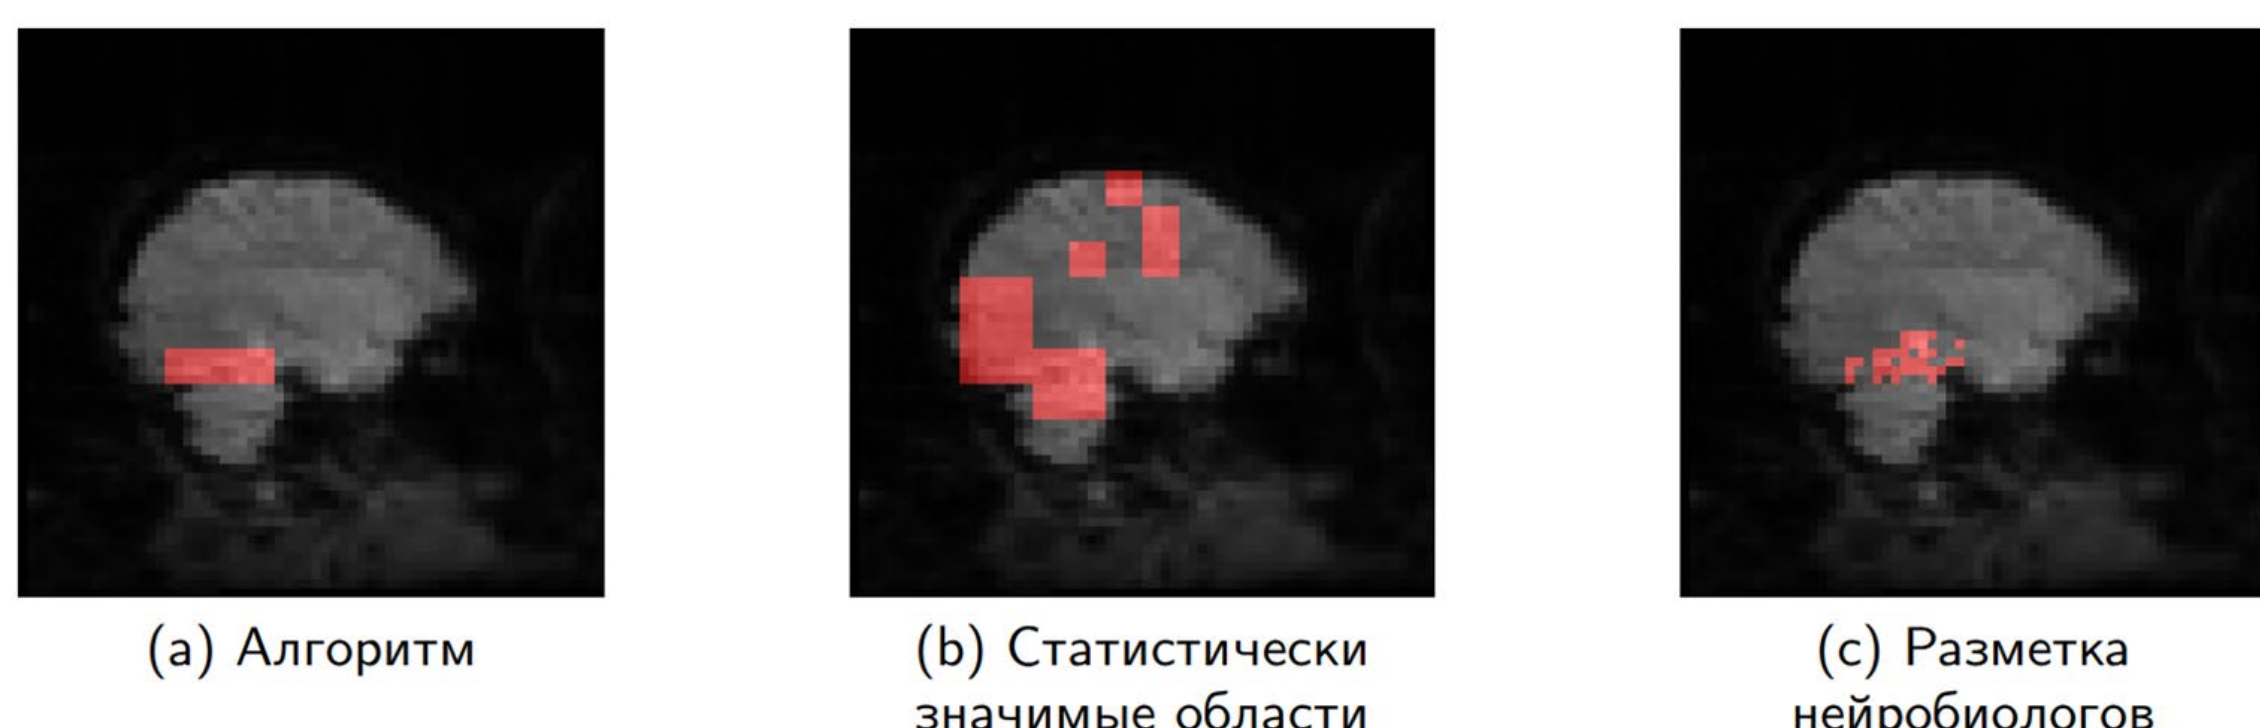 (a) Алгоритм
(b) Статистически
значимые области
(c) Разметка
нейробиологов